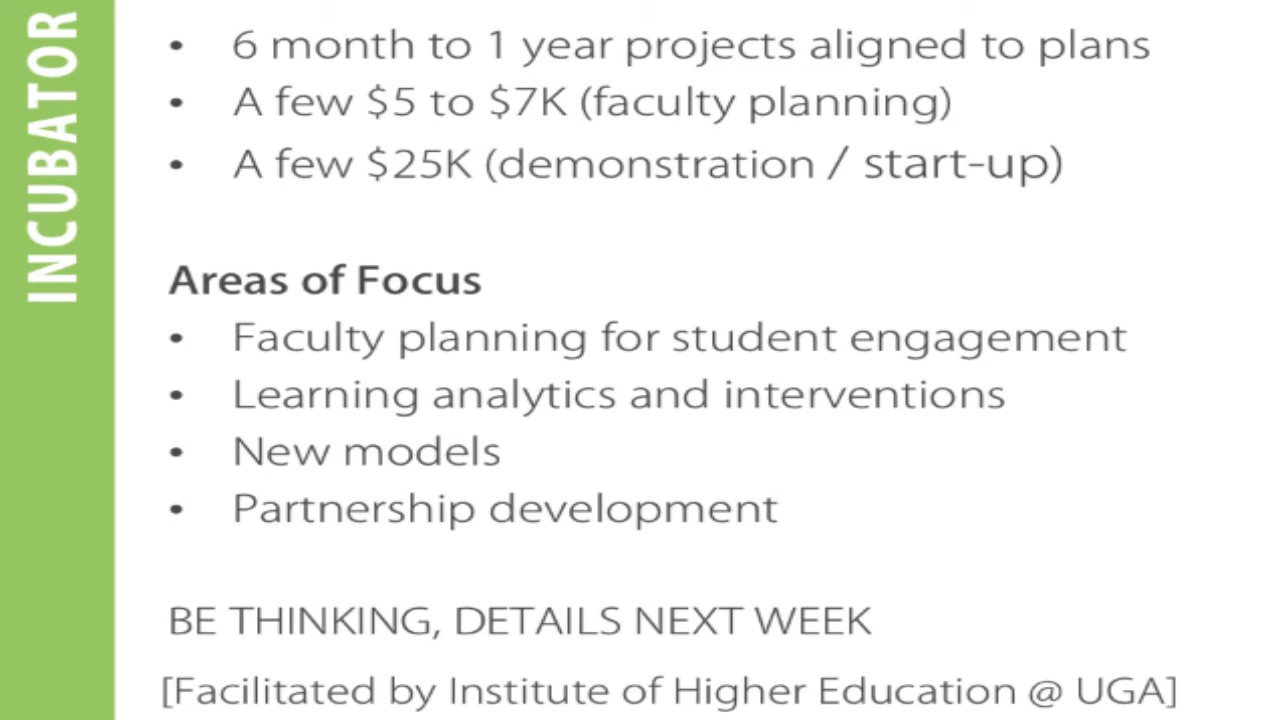 INCUBATOR
• 6 month to 1 year projects aligned to plans
• A few $5 to $7K (faculty planning)
• A few $25K (demonstration / start-up)
Areas of Focus
• Faculty planning for student engagement
• Learning analytics and interventions
• New models
• Partnership development
BE THINKING, DETAILS NEXT WEEK
[Facilitated by Institute of Higher Education @ UGA]